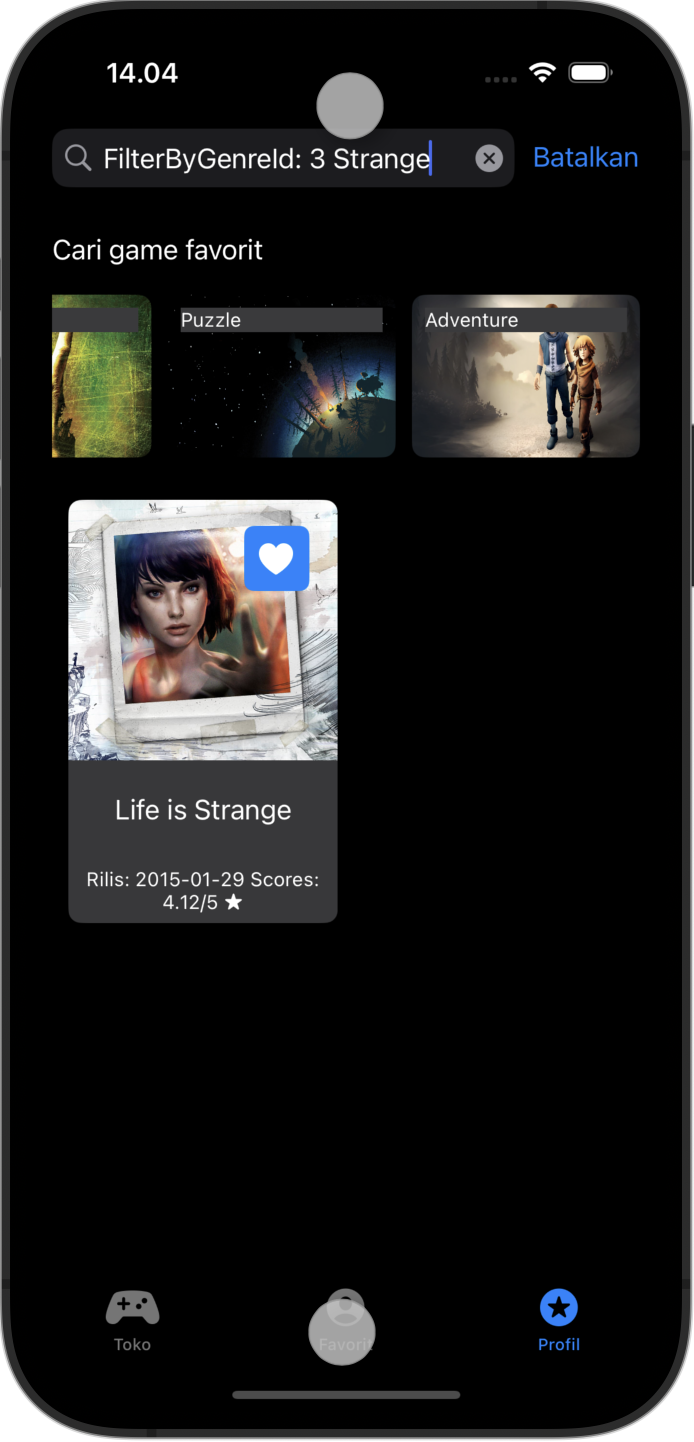 14.04
FilterByGenreId: 3 Strange
Batalkan
Cari game favorit
Puzzle
Adventure
Life is Strange
Rilis: 2015-01-29 Scores:
4.12/5 ★
Toko
Favorit
Profil